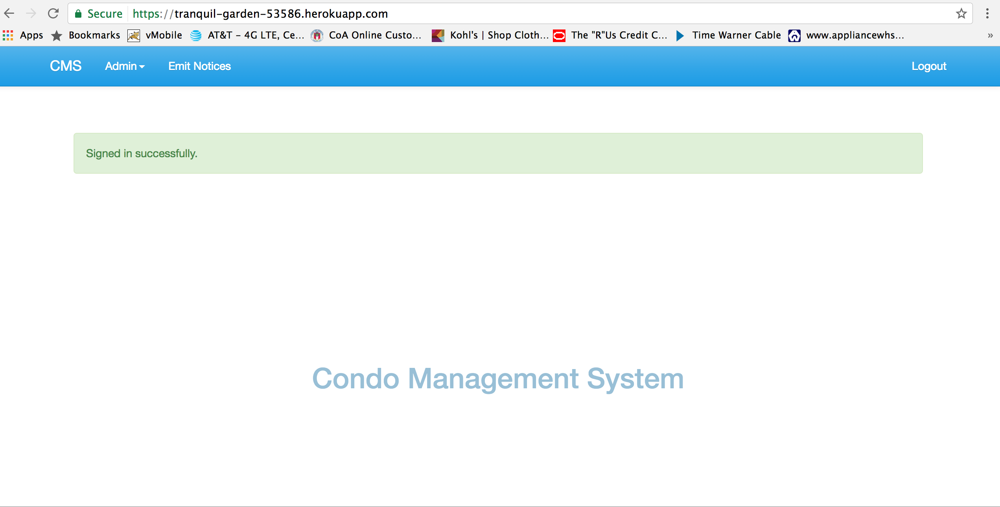 Secure https://tranquil-garden-53586.herokuapp.com
Apps Bookmarks vMobile AT&T - 4G LTE, Ce... CoA Online Custo... Kohl's | Shop Cloth... The "R"Us Credit C... Time Warner Cable www.appliancewhs... »
CMS Admin Emit Notices Logout
Signed in successfully.
Condo Management System